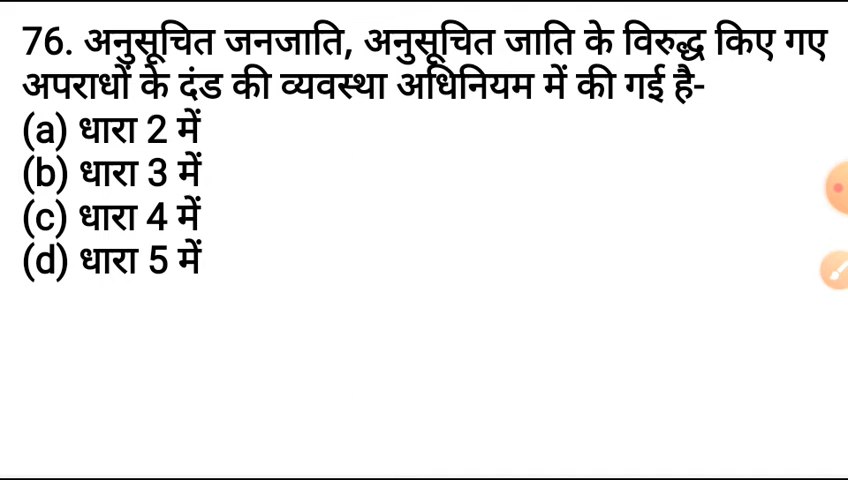 76. अनुसूचित जनजाति, अनुसूचित जाति के विरुद्ध किए गए
अपराधों के दंड की व्यवस्था अधिनियम में की गई है-
(a) धारा 2 में
(b) धारा 3 में
(c) धारा 4 में
(d) धारा 5 में